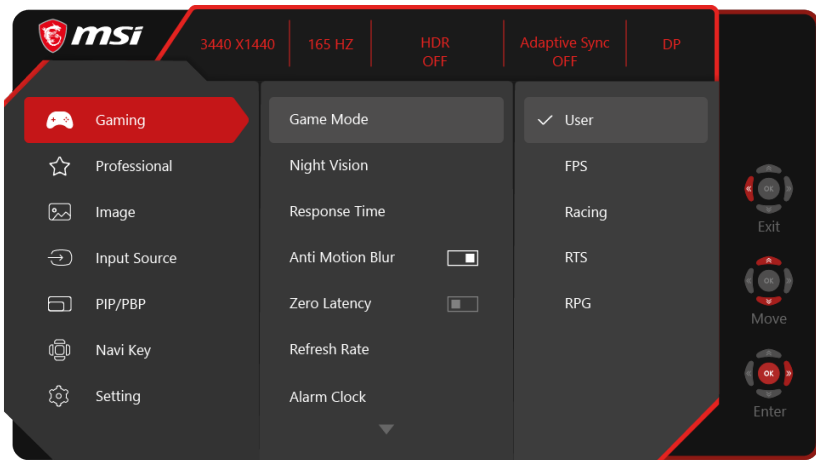 msi
3440 X1440
165 HZ
HDR
OFF
Adaptive Sync
OFF
DP
Gaming
Professional
Image
Input Source
PIP/PBP
Navi Key
Setting
Game Mode
Night Vision
Response Time
Anti Motion Blur
Zero Latency
Refresh Rate
Alarm Clock
User
FPS
Racing
RTS
RPG
OK
Exit
OK
Move
OK
Enter